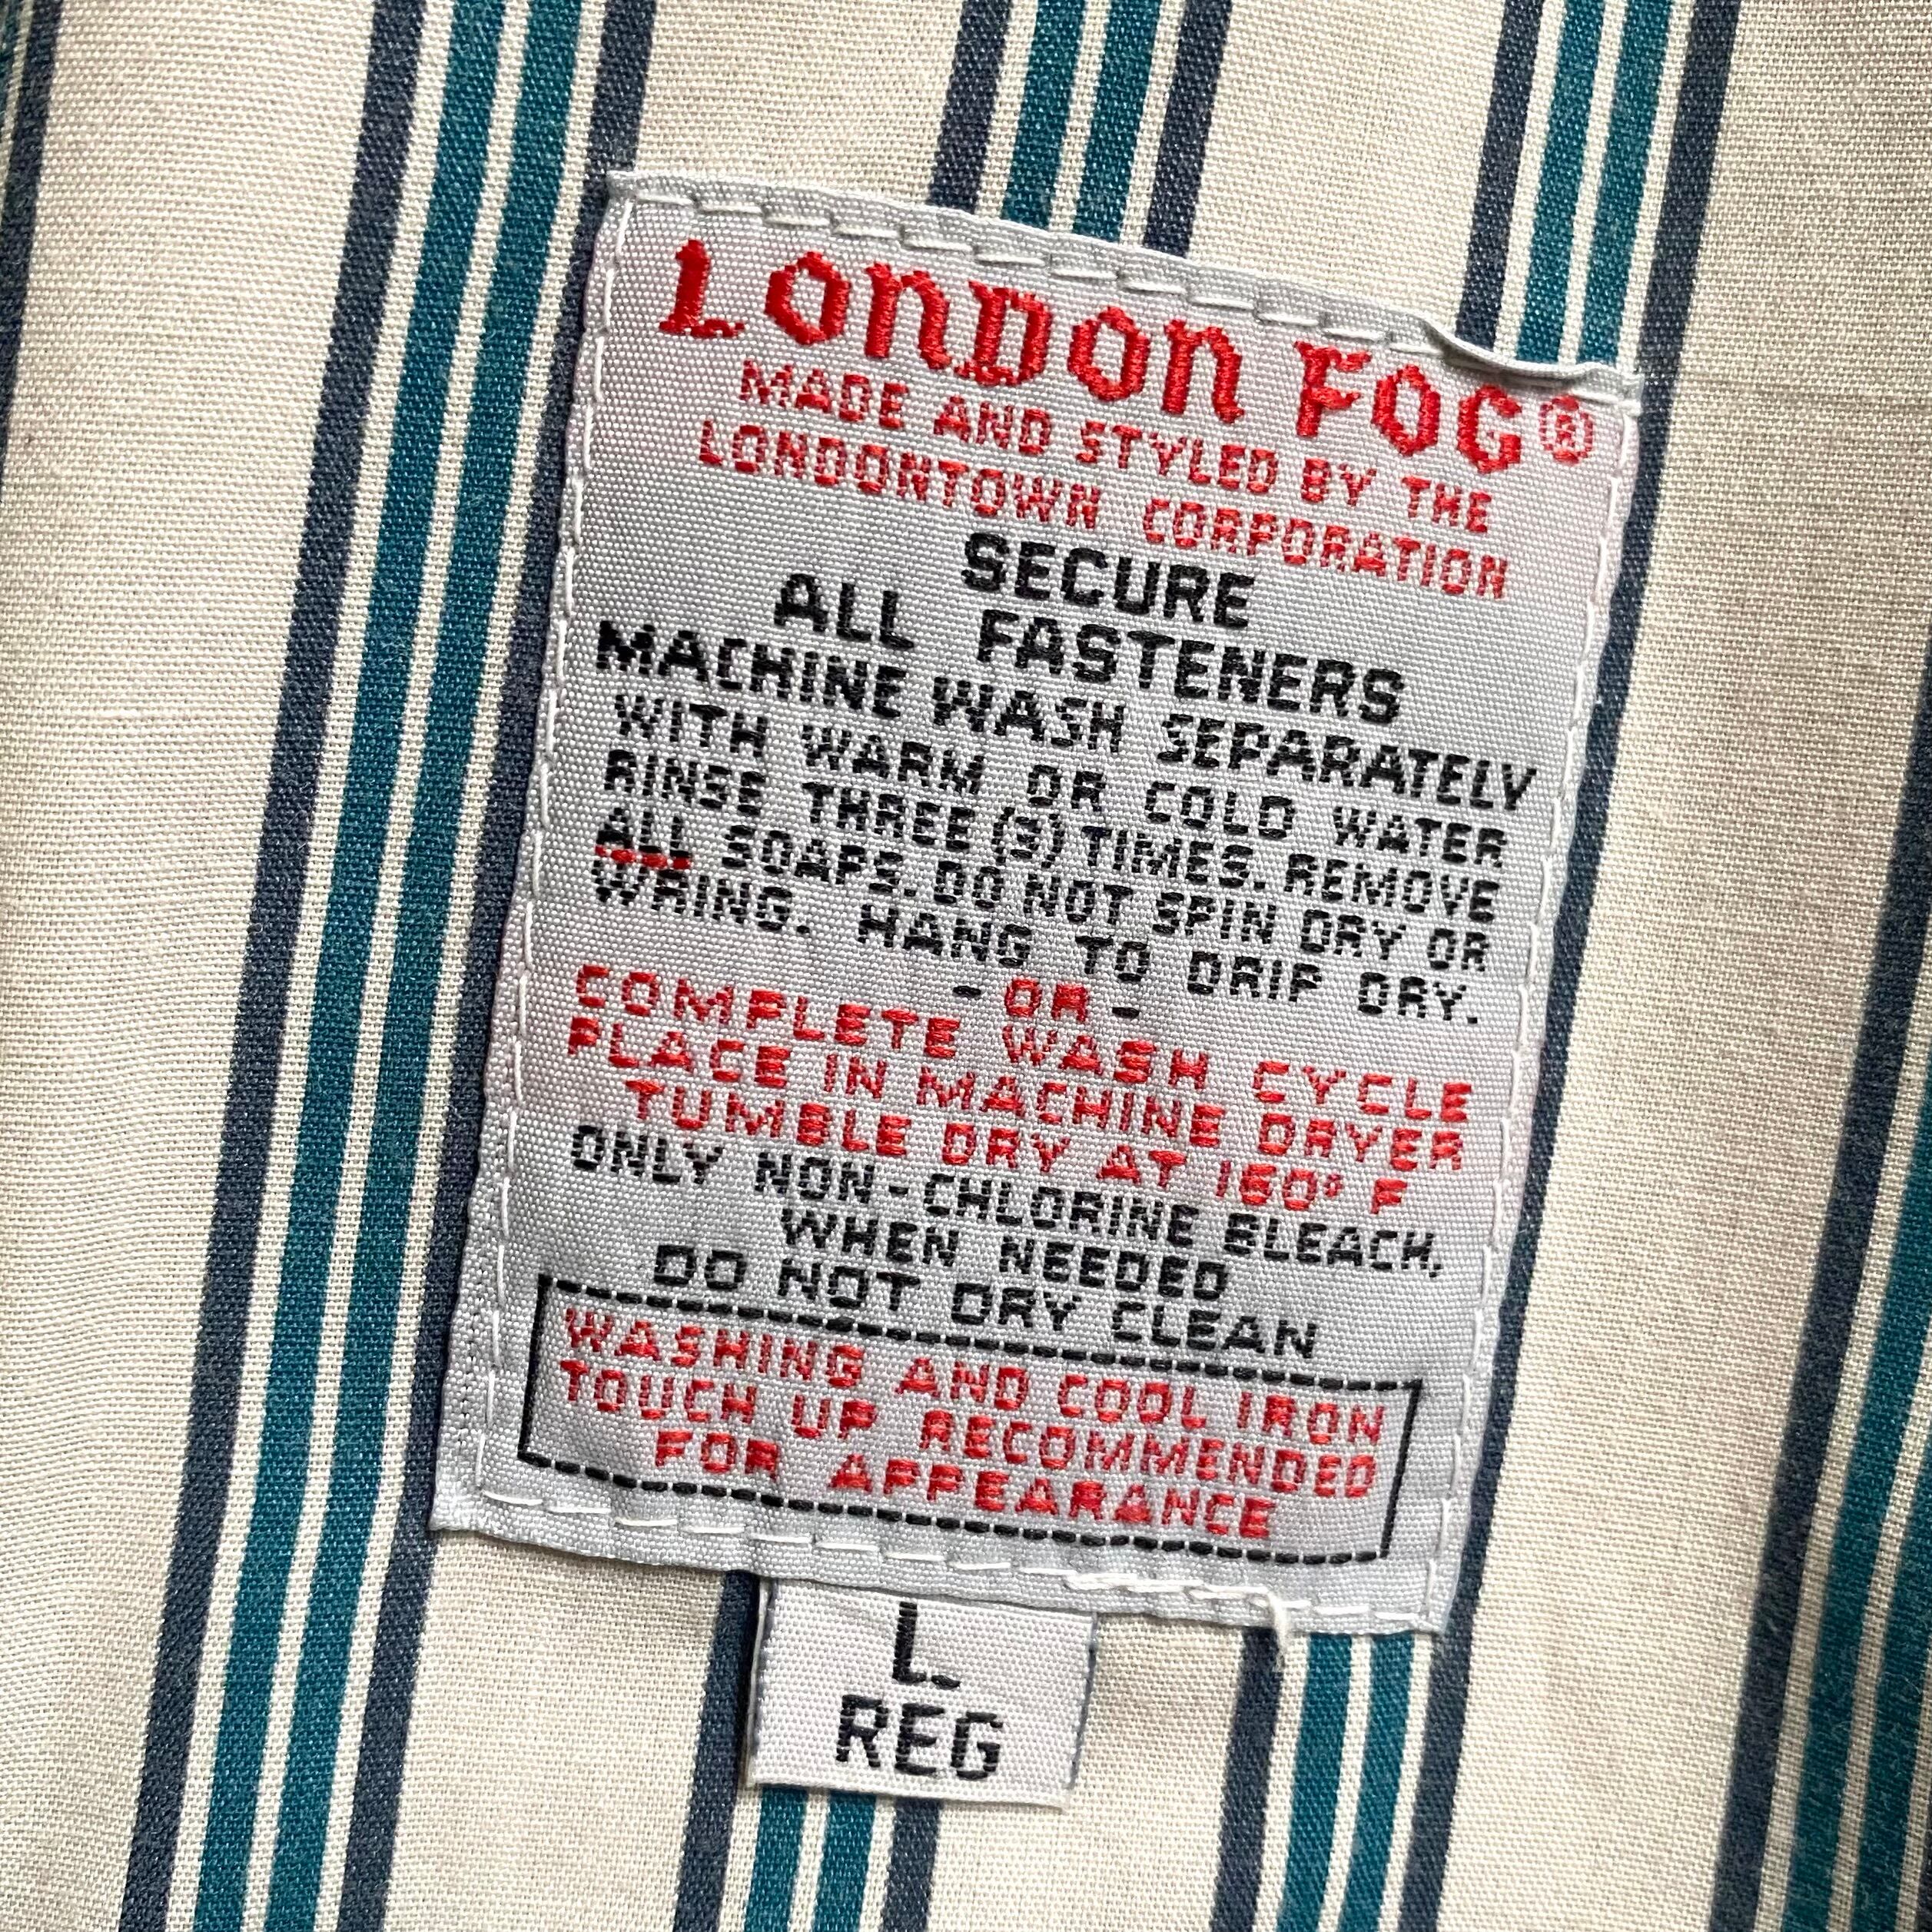 LONDON FOG®
MADE AND STYLED BY THE
LONDONTOWN CORPORATION
SECURE
ALL FASTENERS
MACHINE WASH SEPARATELY
WITH WARM OR COLD WATER
RINSE THREE (3) TIMES. REMOVE
ALL SOAPS. DO NOT SPIN DRY OR
WRING. HANG TO DRIP DRY.
- OR -
COMPLETE WASH CYCLE
PLACE IN MACHINE DRYER
TUMBLE DRY AT 160° F
ONLY NON-CHLORINE BLEACH,
WHEN NEEDED
DO NOT DRY CLEAN
WASHING AND COOL IRON
TOUCH UP RECOMMENDED
FOR APPEARANCE
L
REG